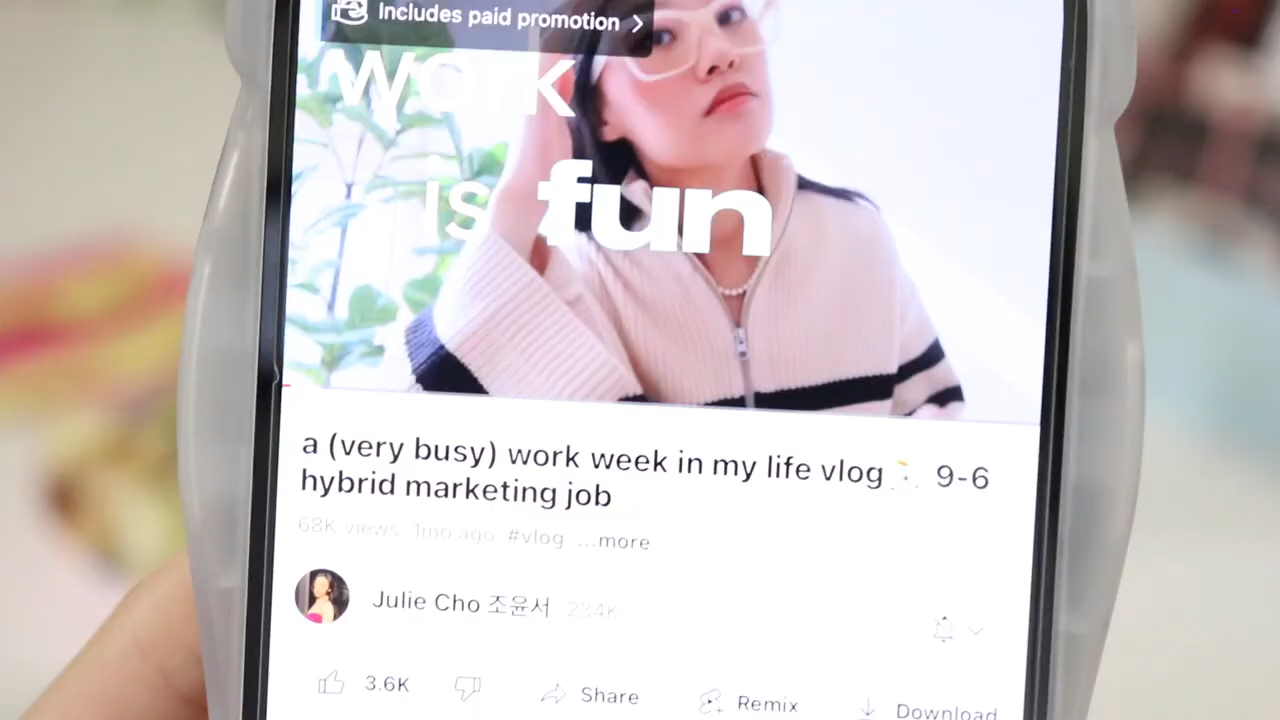 Includes paid promotion
work
is fun
a (very busy) work week in my life vlog 9-6
hybrid marketing job
68K views 1mo ago #vlog ...more
Julie Cho 조윤서 234K
3.6K Share Remix Download